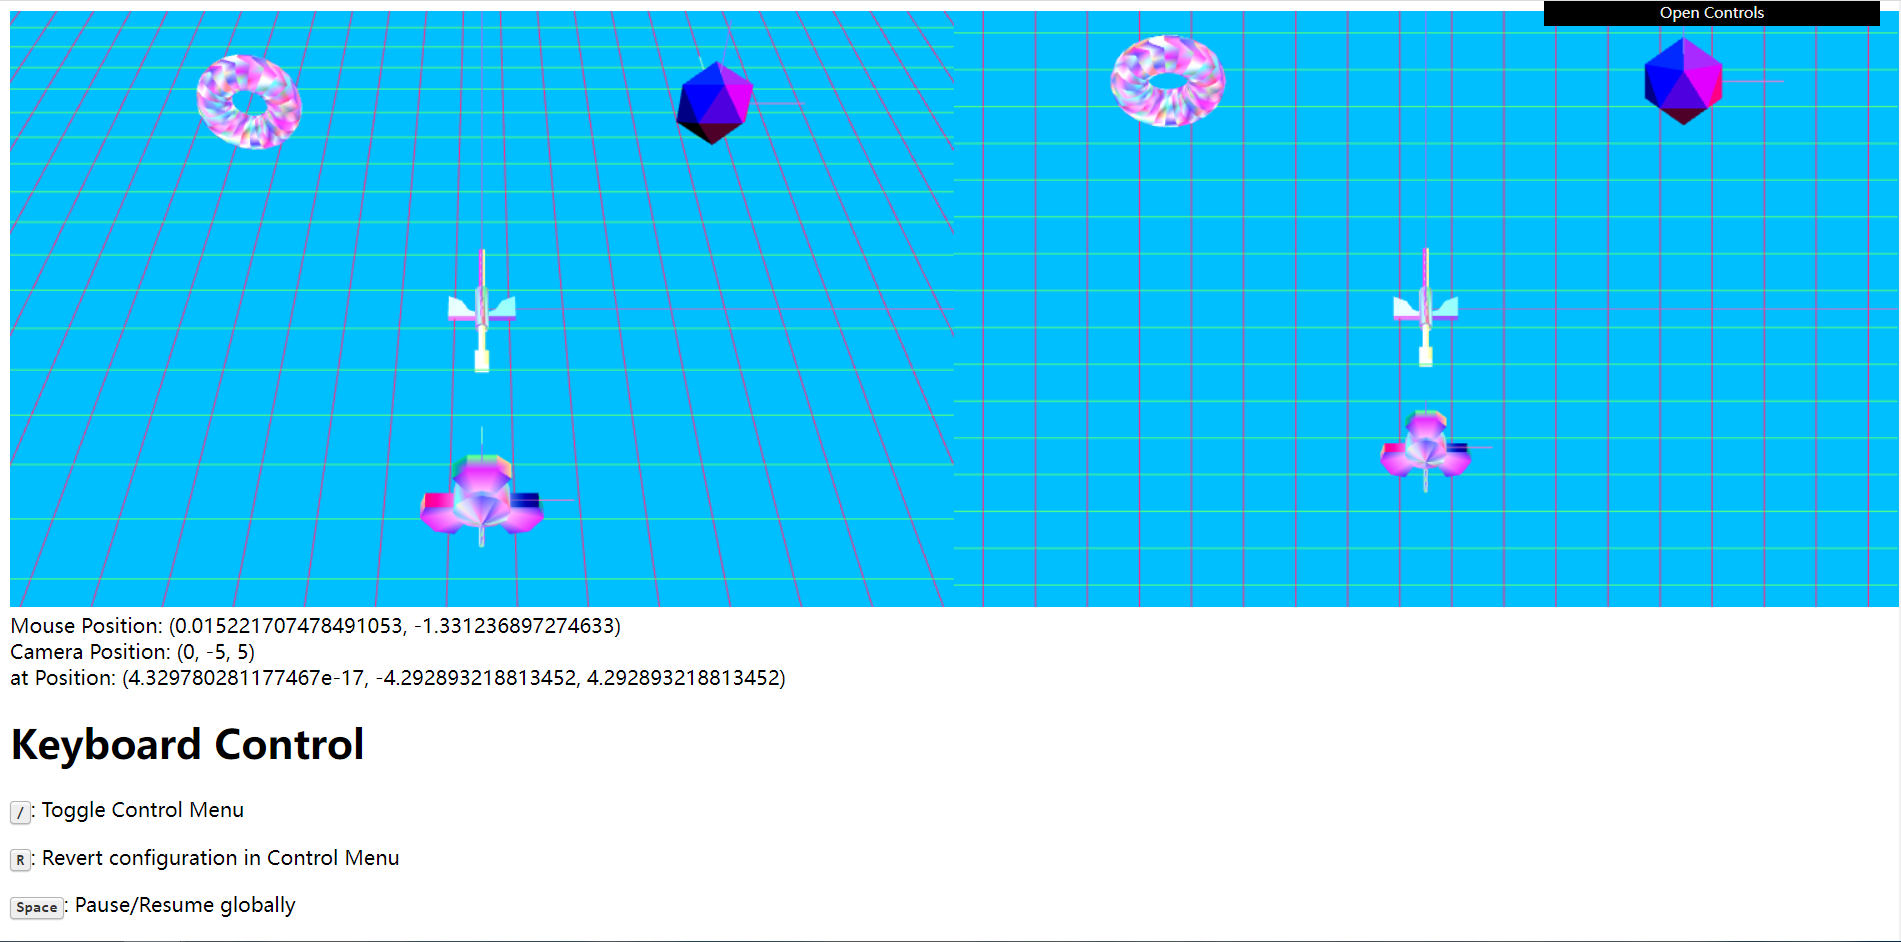 Open Controls
Mouse Position: (0.015221707478491053, -1.331236897274633)
Camera Position: (0, -5, 5)
at Position: (4.329780281177467e-17, -4.292893218813452, 4.292893218813452)
Keyboard Control
/: Toggle Control Menu
R: Revert configuration in Control Menu
Space: Pause/Resume globally